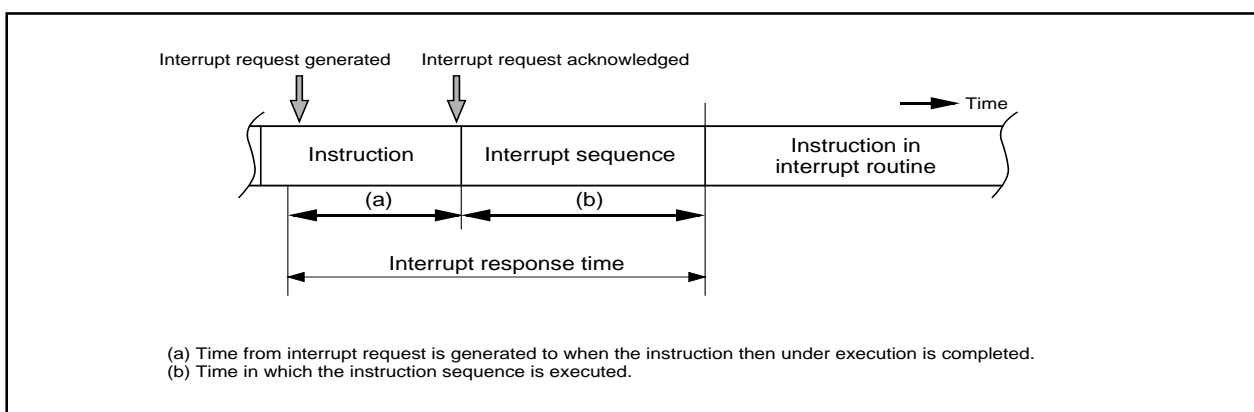 Interrupt request generated
Interrupt request acknowledged
Time
Instruction
Interrupt sequence
Instruction in
interrupt routine
(a)
(b)
Interrupt response time
(a) Time from interrupt request is generated to when the instruction then under execution is completed.
(b) Time in which the instruction sequence is executed.